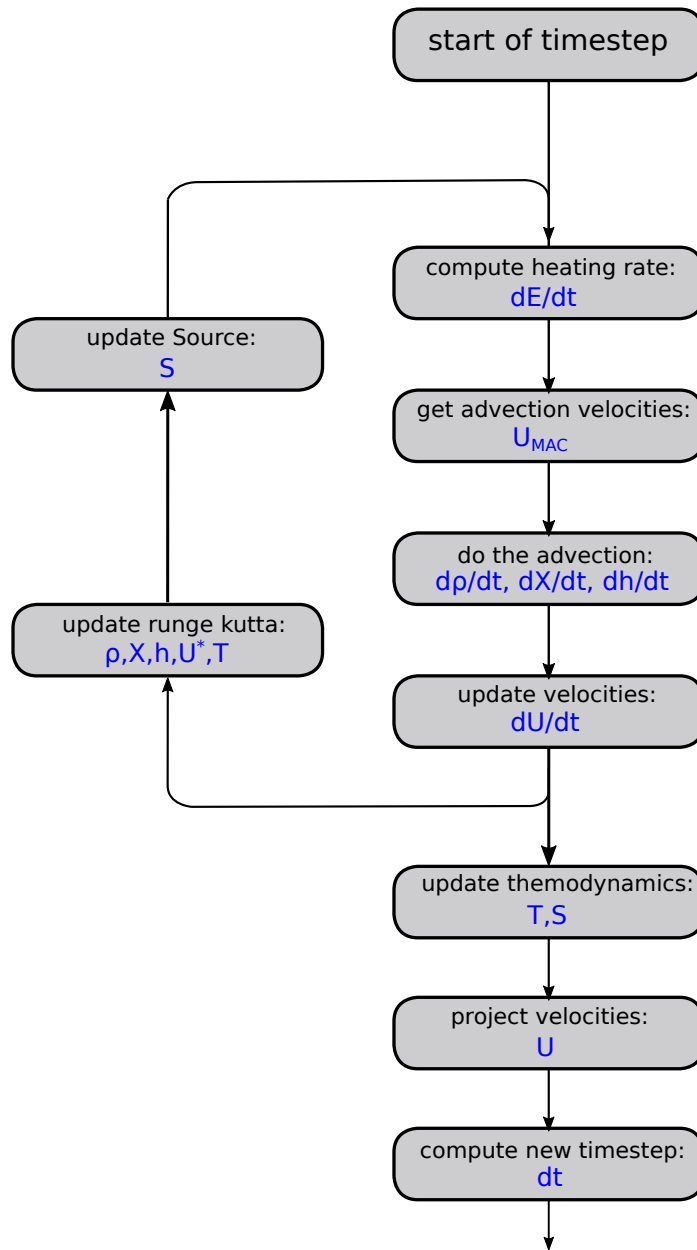 start of timestep
compute heating rate:
dE/dt
update Source:
S
get advection velocities:
U_MAC
do the advection:
dρ/dt, dX/dt, dh/dt
update runge kutta:
ρ,X,h,U*,T
update velocities:
dU/dt
update themodynamics:
T,S
project velocities:
U
compute new timestep:
dt